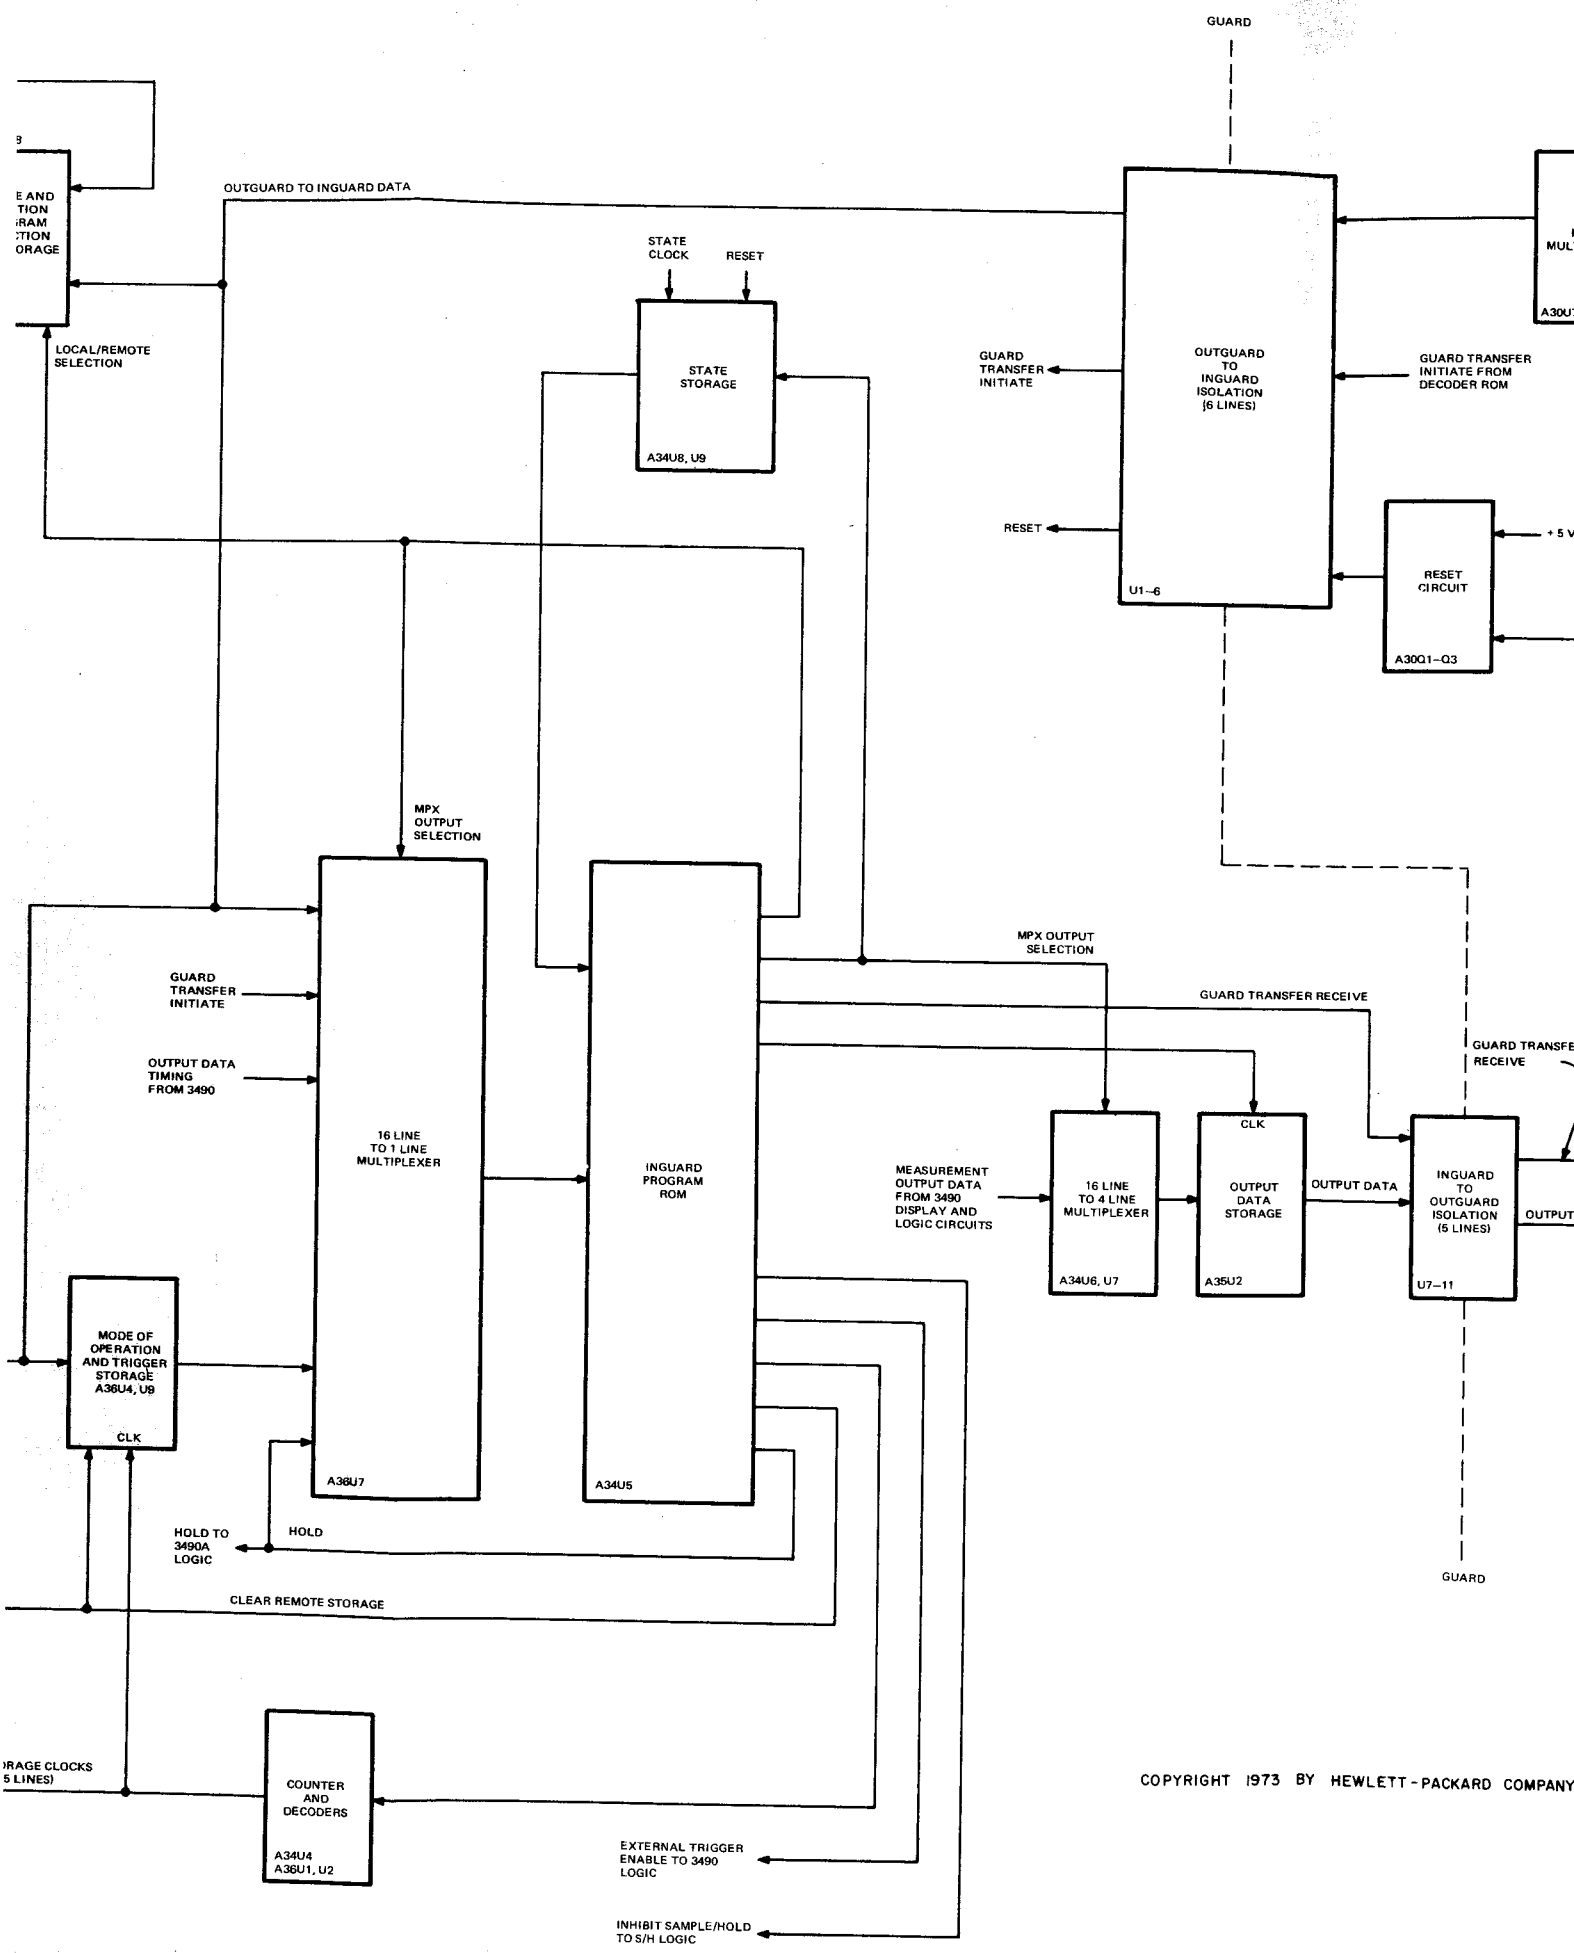 GUARD
B
E AND
TION
RAM
CTION
ORAGE
OUTGUARD TO INGUARD DATA
STATE
CLOCK
RESET
MUL
A30U7
LOCAL/REMOTE
SELECTION
STATE
STORAGE
A34U8, U9
GUARD
TRANSFER
INITIATE
OUTGUARD
TO
INGUARD
ISOLATION
(6 LINES)
GUARD TRANSFER
INITIATE FROM
DECODER ROM
RESET
U1-6
+ 5 V
RESET
CIRCUIT
A30Q1-Q3
MPX
OUTPUT
SELECTION
MPX OUTPUT
SELECTION
GUARD
TRANSFER
INITIATE
GUARD TRANSFER RECEIVE
OUTPUT DATA
TIMING
FROM 3490
GUARD TRANSFE
RECEIVE
16 LINE
TO 1 LINE
MULTIPLEXER
INGUARD
PROGRAM
ROM
MEASUREMENT
OUTPUT DATA
FROM 3490
DISPLAY AND
LOGIC CIRCUITS
16 LINE
TO 4 LINE
MULTIPLEXER
A34U6, U7
CLK
OUTPUT
DATA
STORAGE
A35U2
OUTPUT DATA
INGUARD
TO
OUTGUARD
ISOLATION
(5 LINES)
U7-11
OUTPUT
MODE OF
OPERATION
AND TRIGGER
STORAGE
A36U4, U9
CLK
A36U7
A34U5
HOLD TO
3490A
LOGIC
HOLD
GUARD
CLEAR REMOTE STORAGE
RAGE CLOCKS
5 LINES)
COUNTER
AND
DECODERS
A34U4
A36U1, U2
COPYRIGHT 1973 BY HEWLETT-PACKARD COMPANY
EXTERNAL TRIGGER
ENABLE TO 3490
LOGIC
INHIBIT SAMPLE/HOLD
TO S/H LOGIC